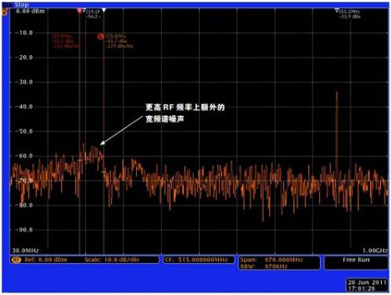 Stop
0.00 dBm
-10.0
-20.0
-30.0
更高 RF 频率上额外的
宽频谱噪声
-40.0
-50.0
-60.0
-70.0
-80.0
-90.0
30.0MHz
1.00GHz
RF Ref: 0.00 dBm Scale: 10.0 dB/ CF: 515.000000MHz Span: 970.000MHz Free Run
RBW: 970kHz
26 Jun 2011
17:01:26